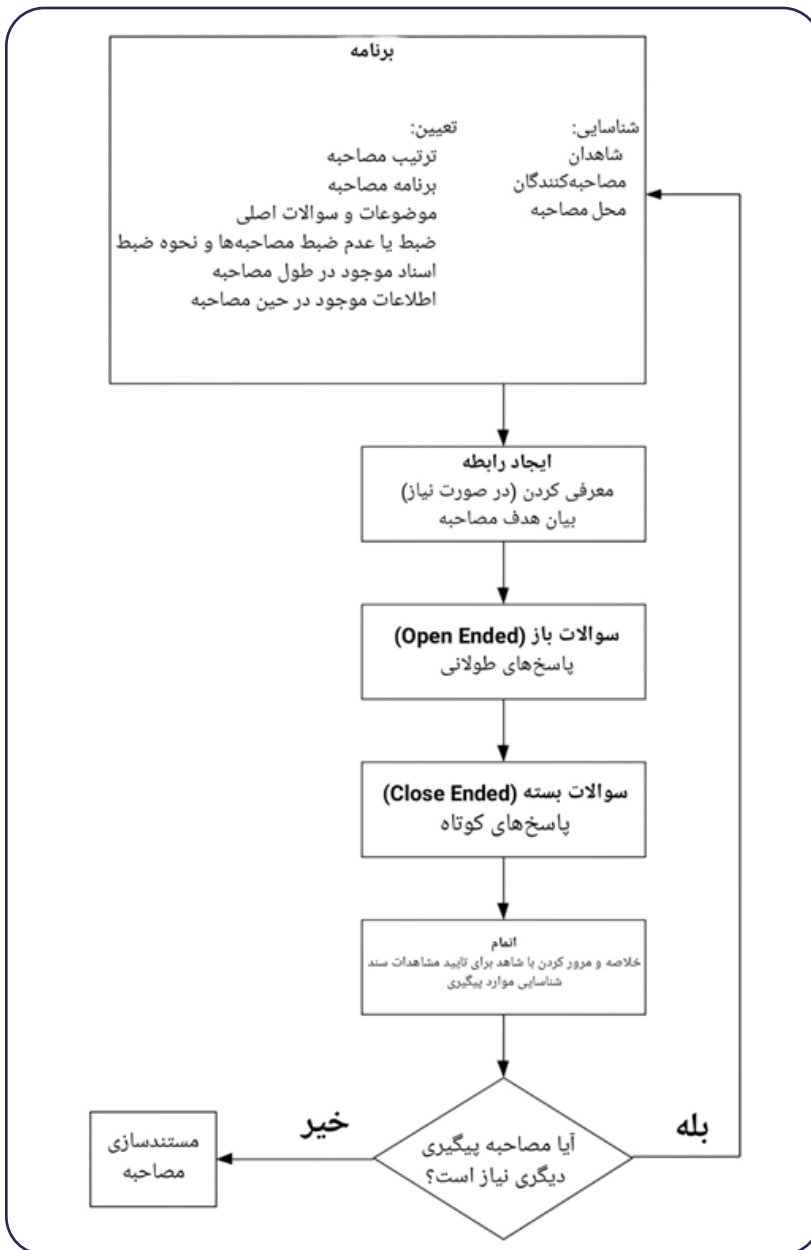 برنامه
شناسایی:
شاهدان
مصاحبه‌کنندگان
محل مصاحبه
تعیین:
ترتیب مصاحبه
برنامه مصاحبه
موضوعات و سوالات اصلی
ضبط یا عدم ضبط مصاحبه‌ها و نحوه ضبط
اسناد موجود در طول مصاحبه
اطلاعات موجود در حین مصاحبه
ایجاد رابطه
معرفی کردن (در صورت نیاز)
بیان هدف مصاحبه
سوالات باز (Open Ended)
پاسخ‌های طولانی
سوالات بسته (Close Ended)
پاسخ‌های کوتاه
اتمام
خلاصه و مرور کردن با شاهد برای تایید مشاهدات سند
شناسایی موارد پیگیری
آیا مصاحبه پیگیری
دیگری نیاز است؟
بله
خیر
مستندسازی
مصاحبه